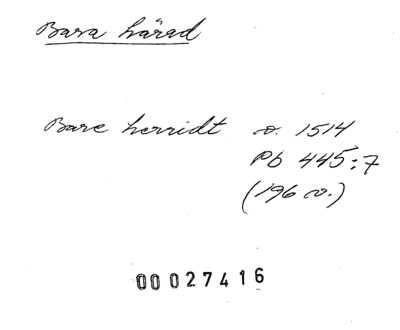 Bara härad
Bare herridt o. 1514
Pb 445:7
(196 o.)
00027416